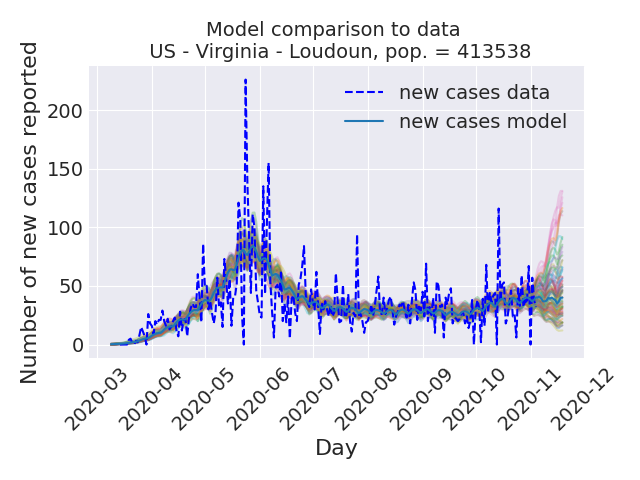 Model comparison to data
US - Virginia - Loudoun, pop. = 413538
Number of new cases reported
200
150
100
50
0
new cases data
new cases model
2020-03
2020-04
2020-05
2020-06
2020-07
2020-08
2020-09
2020-10
2020-11
2020-12
Day